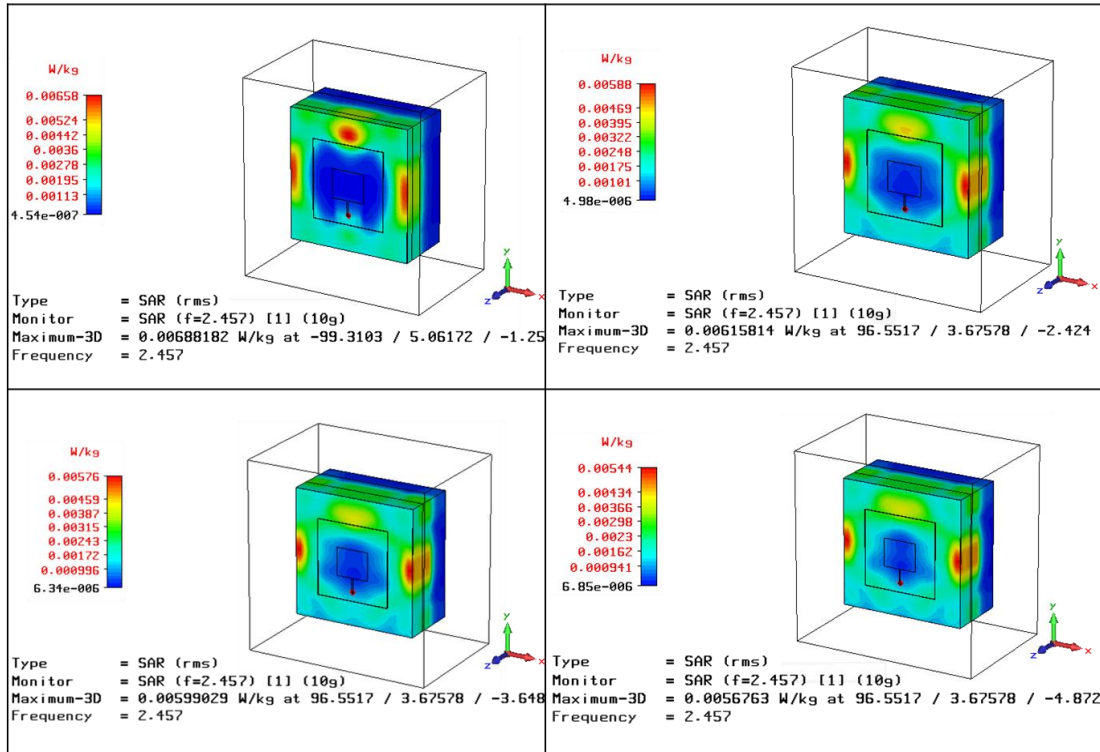 W/kg
0.00658
0.00524
0.00442
0.0036
0.00278
0.00195
0.00113
4.54e-007
y
z
x
Type = SAR (rms)
Monitor = SAR (f=2.457) [1] (10g)
Maximum-3D = 0.00688182 W/kg at -99.3103 / 5.06172 / -1.25
Frequency = 2.457
W/kg
0.00588
0.00469
0.00395
0.00322
0.00248
0.00175
0.00101
4.98e-006
y
z
x
Type = SAR (rms)
Monitor = SAR (f=2.457) [1] (10g)
Maximum-3D = 0.00615814 W/kg at 96.5517 / 3.67578 / -2.424
Frequency = 2.457
W/kg
0.00576
0.00459
0.00387
0.00315
0.00243
0.00172
0.000996
6.34e-006
y
z
x
Type = SAR (rms)
Monitor = SAR (f=2.457) [1] (10g)
Maximum-3D = 0.00599029 W/kg at 96.5517 / 3.67578 / -3.648
Frequency = 2.457
W/kg
0.00544
0.00434
0.00366
0.00298
0.0023
0.00162
0.000941
6.85e-006
y
z
x
Type = SAR (rms)
Monitor = SAR (f=2.457) [1] (10g)
Maximum-3D = 0.0056763 W/kg at 96.5517 / 3.67578 / -4.872
Frequency = 2.457